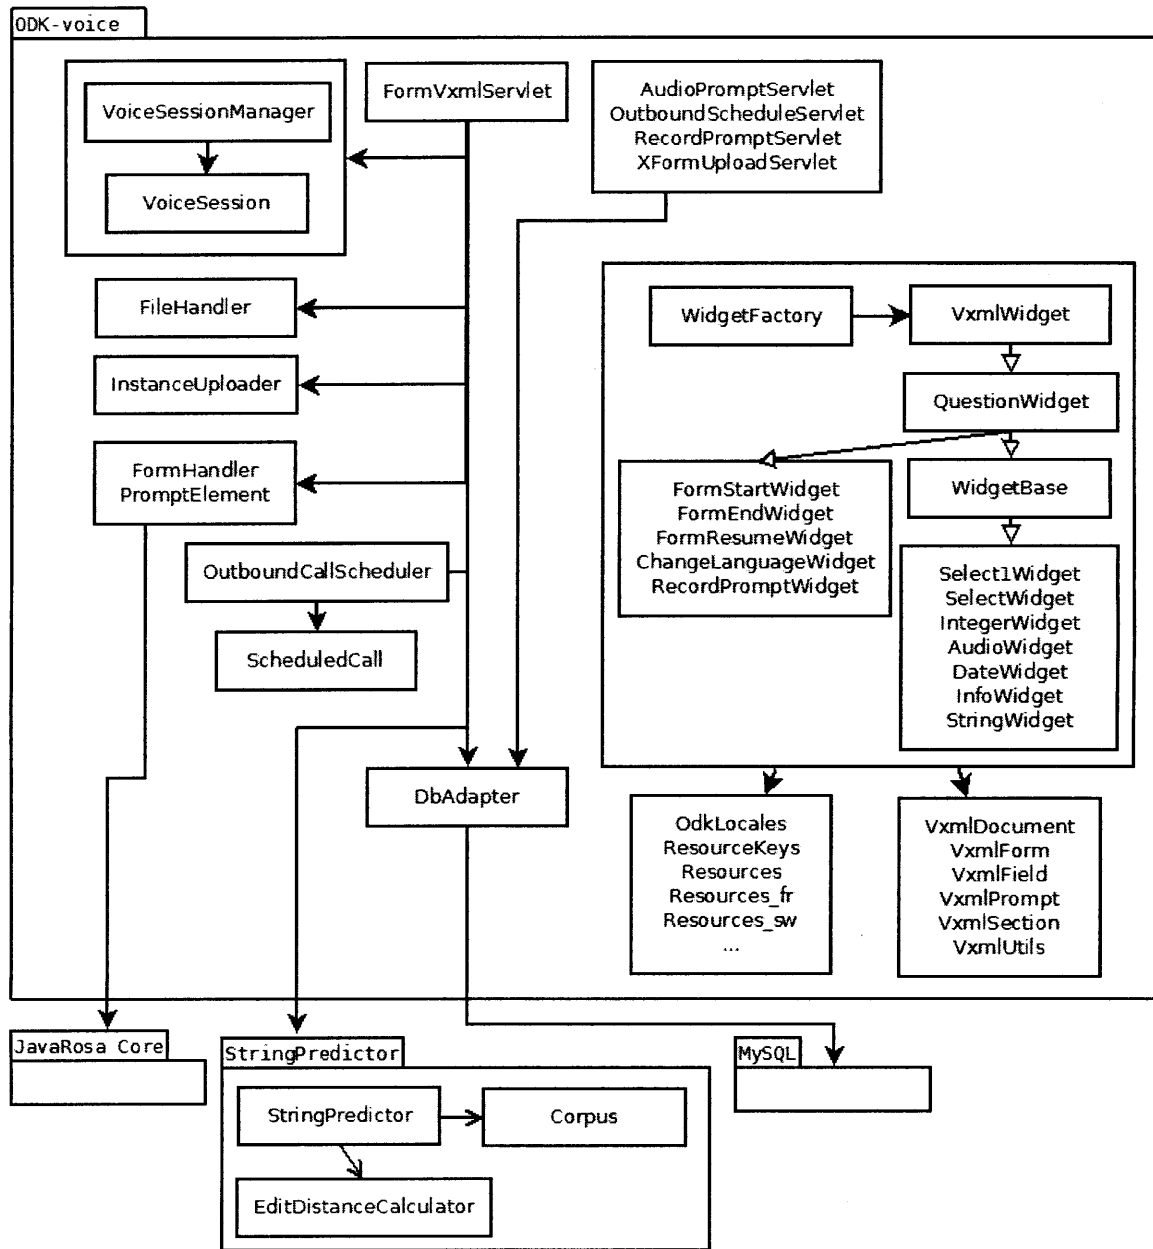 ODK-voice
VoiceSessionManager
VoiceSession
FormVxmlServlet
AudioPromptServlet
OutboundScheduleServlet
RecordPromptServlet
XFormUploadServlet
FileHandler
InstanceUploader
FormHandler
PromptElement
OutboundCallScheduler
ScheduledCall
WidgetFactory
VxmlWidget
QuestionWidget
WidgetBase
FormStartWidget
FormEndWidget
FormResumeWidget
ChangeLanguageWidget
RecordPromptWidget
Select1Widget
SelectWidget
IntegerWidget
AudioWidget
DateWidget
InfoWidget
StringWidget
DbAdapter
OdkLocales
ResourceKeys
Resources
Resources_fr
Resources_sw
...
VxmlDocument
VxmlForm
VxmlField
VxmlPrompt
VxmlSection
VxmlUtils
JavaRosa Core
StringPredictor
StringPredictor
Corpus
EditDistanceCalculator
MySQL